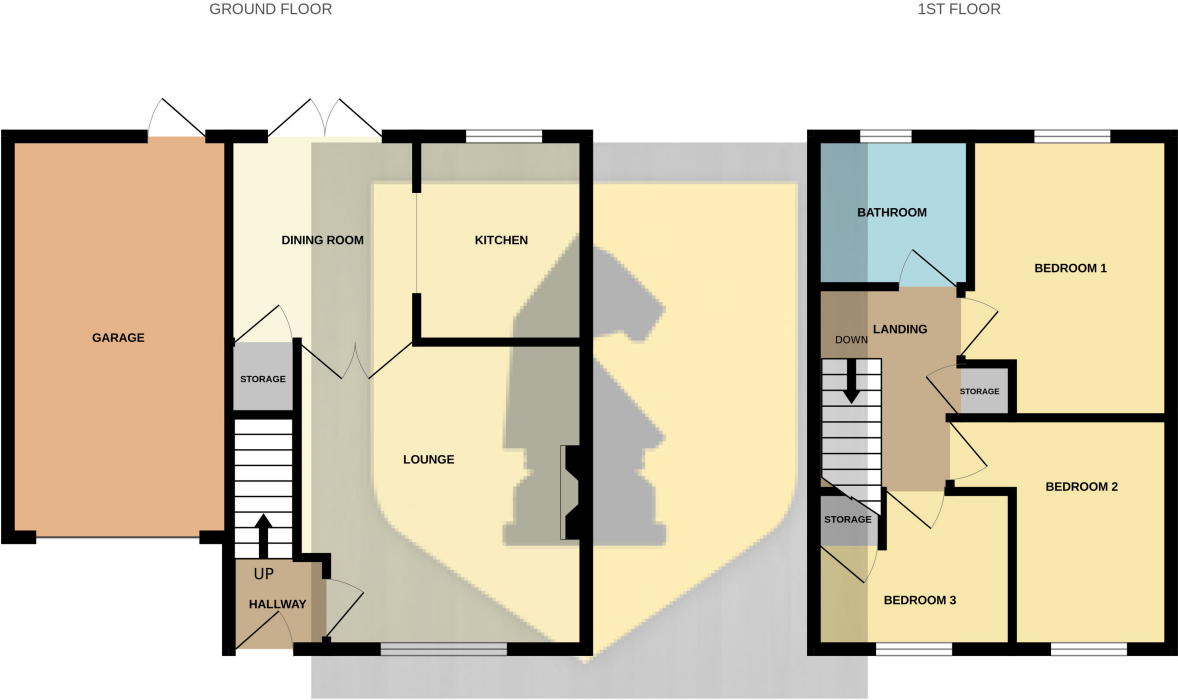 GROUND FLOOR
1ST FLOOR
GARAGE
DINING ROOM
KITCHEN
STORAGE
LOUNGE
UP
HALLWAY
BATHROOM
BEDROOM 1
LANDING
DOWN
STORAGE
BEDROOM 2
STORAGE
BEDROOM 3